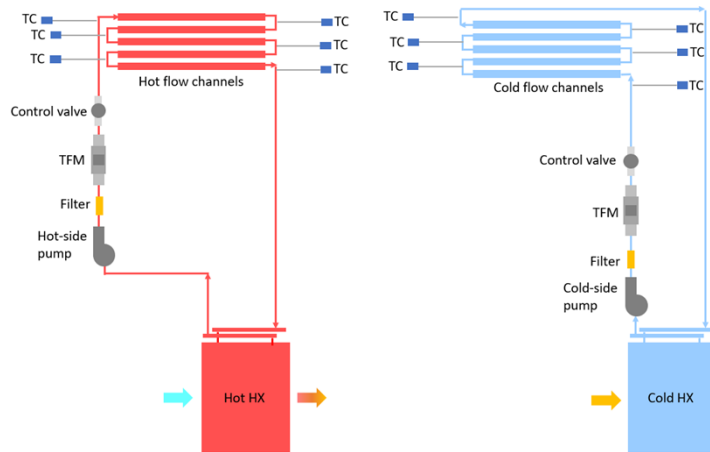 TC
TC
TC
TC
TC
TC
Hot flow channels
Control valve
TFM
Filter
Hot-side
pump
Hot HX
TC
TC
TC
TC
TC
TC
Cold flow channels
Control valve
TFM
Filter
Cold-side
pump
Cold HX